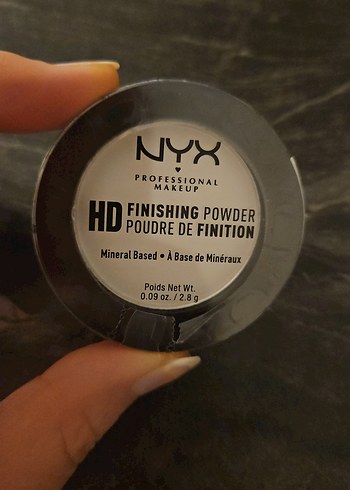 NYX
PROFESSIONAL
MAKEUP
HD FINISHING POWDER
POUDRE DE FINITION
Mineral Based • À Base de Minéraux
Poids Net Wt.
0.09 oz. / 2.8 g